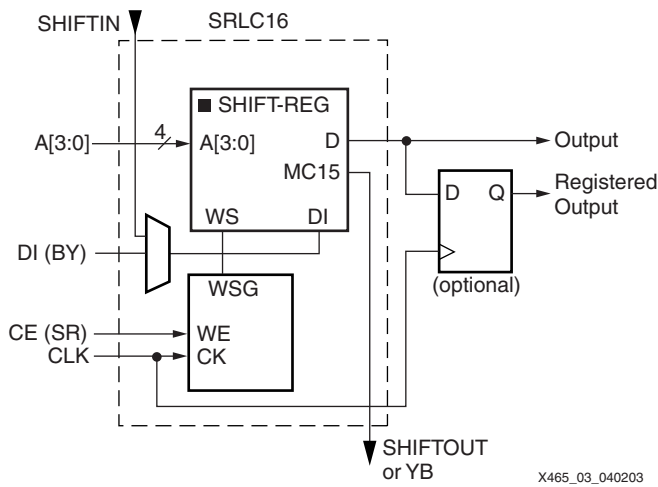 SHIFTIN
SRLC16
SHIFT-REG
A[3:0]
4
A[3:0]
D
Output
MC15
D Q
Registered
Output
WS DI
DI (BY)
(optional)
WSG
CE (SR)
WE
CLK
CK
SHIFTOUT
or YB
X465_03_040203